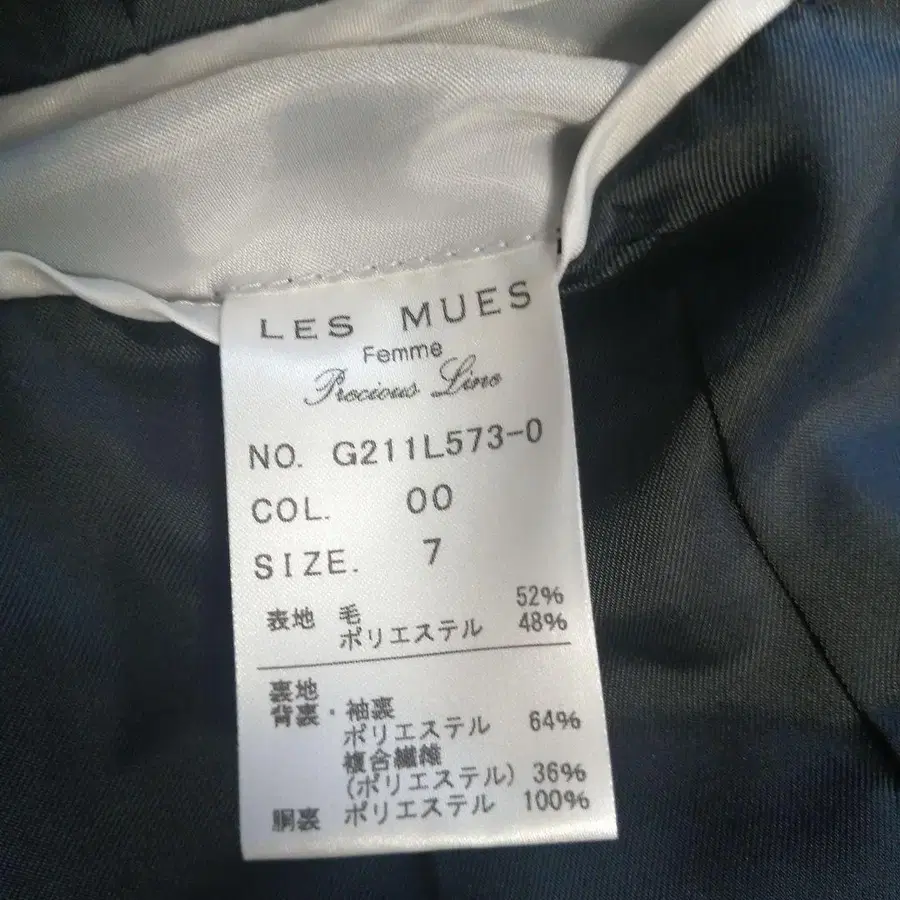 LES MUES
Femme
Precious Line
NO. G211L573-0
COL. 00
SIZE. 7
表地 毛 52%
ポリエステル 48%
裏地
背裏・袖裏
ポリエステル 64%
複合繊維
(ポリエステル) 36%
胴裏 ポリエステル 100%